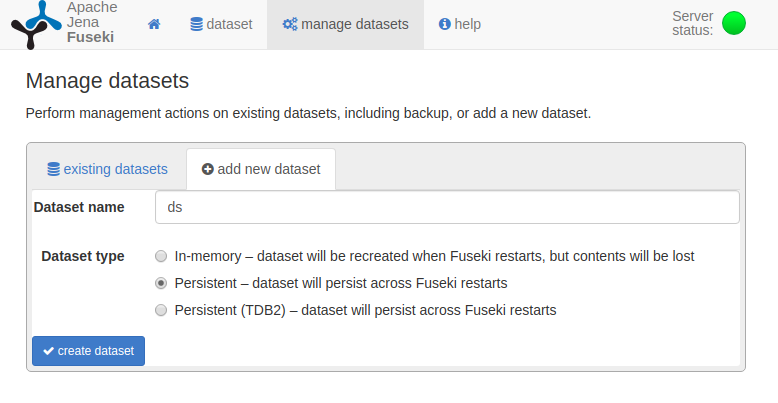 Apache
Jena
Fuseki
dataset
manage datasets
help
Server
status:
Manage datasets
Perform management actions on existing datasets, including backup, or add a new dataset.
existing datasets
add new dataset
Dataset name
ds
Dataset type
In-memory – dataset will be recreated when Fuseki restarts, but contents will be lost
Persistent – dataset will persist across Fuseki restarts
Persistent (TDB2) – dataset will persist across Fuseki restarts
create dataset